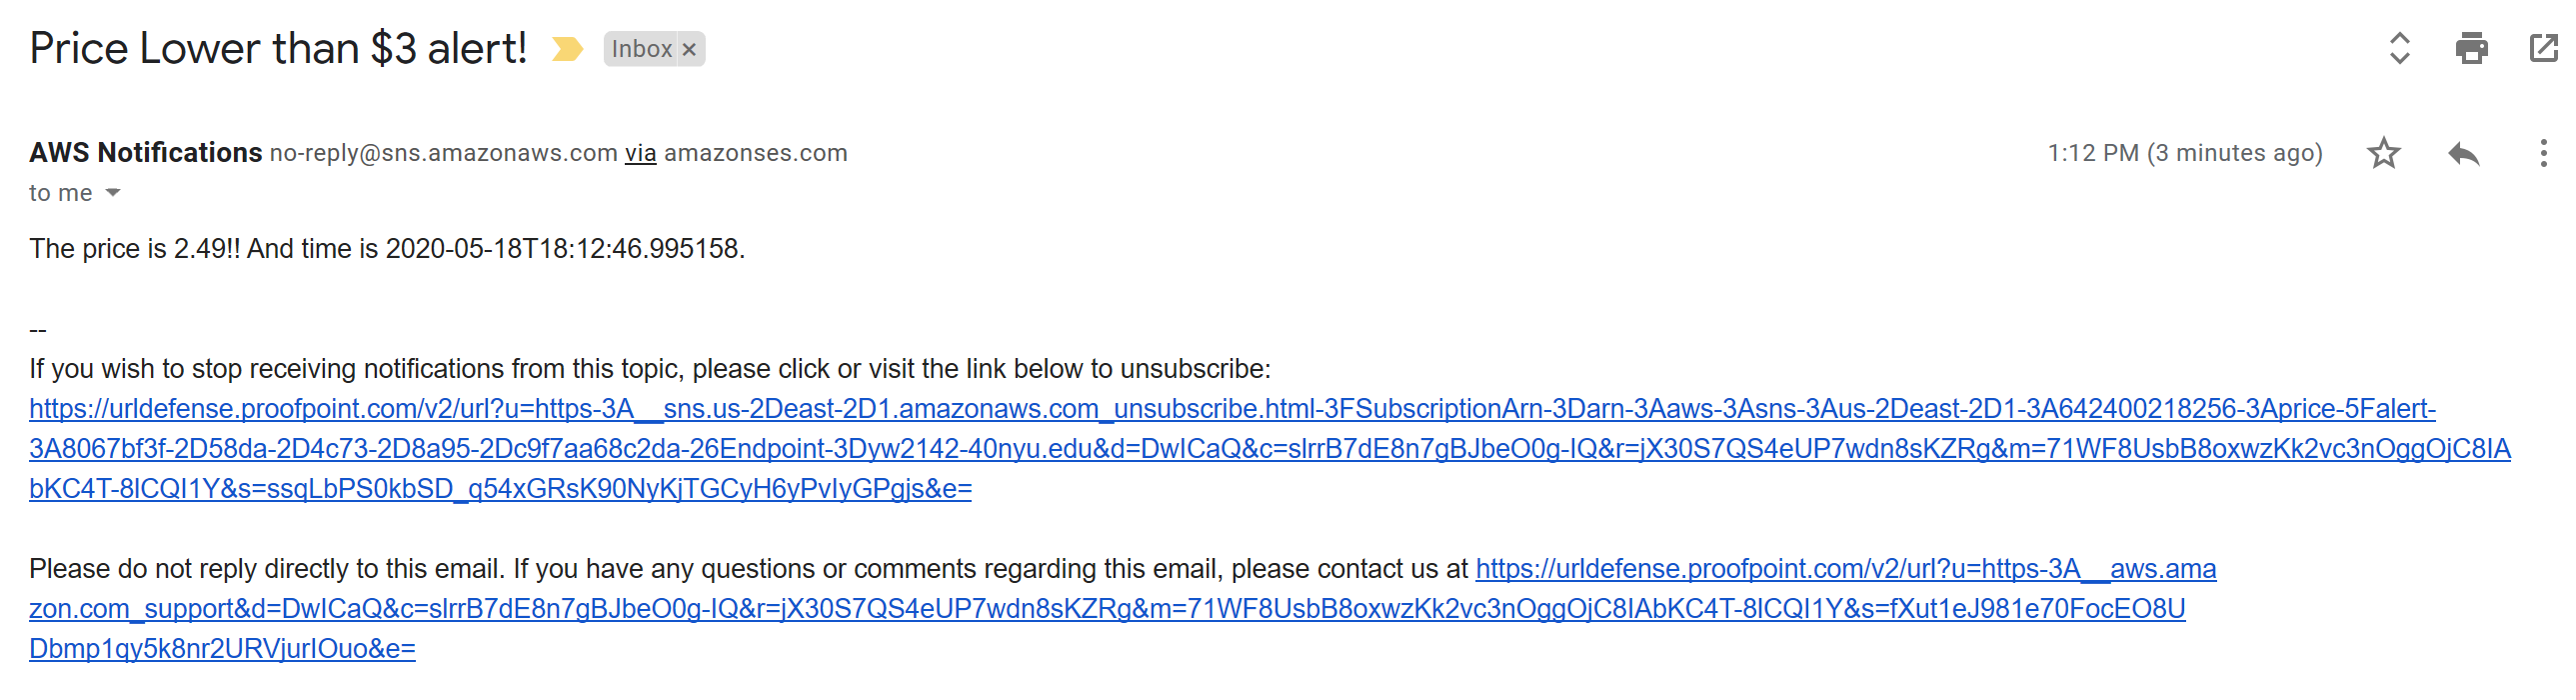 Price Lower than $3 alert! Inbox ×
AWS Notifications no-reply@sns.amazonaws.com via amazonses.com 1:12 PM (3 minutes ago)
to me
The price is 2.49!! And time is 2020-05-18T18:12:46.995158.
--
If you wish to stop receiving notifications from this topic, please click or visit the link below to unsubscribe:
https://urldefense.proofpoint.com/v2/url?u=https-3A__sns.us-2Deast-2D1.amazonaws.com_unsubscribe.html-3FSubscriptionArn-3Darn-3Aaws-3Asns-3Aus-2Deast-2D1-3A642400218256-3Aprice-5Falert-
3A8067bf3f-2D58da-2D4c73-2D8a95-2Dc9f7aa68c2da-26Endpoint-3Dyw2142-40nyu.edu&d=DwICaQ&c=slrrB7dE8n7gBJbeO0g-IQ&r=jX30S7QS4eUP7wdn8sKZRg&m=71WF8UsbB8oxwzKk2vc3nOggOjC8IA
bKC4T-8lCQI1Y&s=ssqLbPS0kbSD_q54xGRsK90NyKjTGCyH6yPvIyGPgjs&e=
Please do not reply directly to this email. If you have any questions or comments regarding this email, please contact us at https://urldefense.proofpoint.com/v2/url?u=https-3A__aws.ama
zon.com_support&d=DwICaQ&c=slrrB7dE8n7gBJbeO0g-IQ&r=jX30S7QS4eUP7wdn8sKZRg&m=71WF8UsbB8oxwzKk2vc3nOggOjC8IAbKC4T-8lCQI1Y&s=fXut1eJ981e70FocEO8U
Dbmp1qy5k8nr2URVjurIOuo&e=